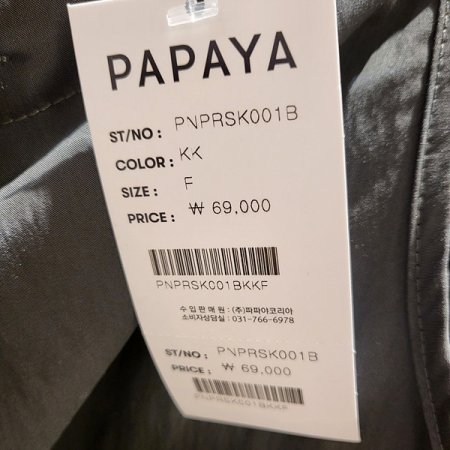 PAPAYA
ST/NO : PNPRSK001B
COLOR : KK
SIZE : F
PRICE : ₩ 69,000
PNPRSK001BKKF
수 입 판 매 원 : (주)파파야코리아
소비자상담실 : 031-766-6978
ST/NO : PNPRSK001B
PRICE : ₩ 69,000
PNPRSK001BKKF